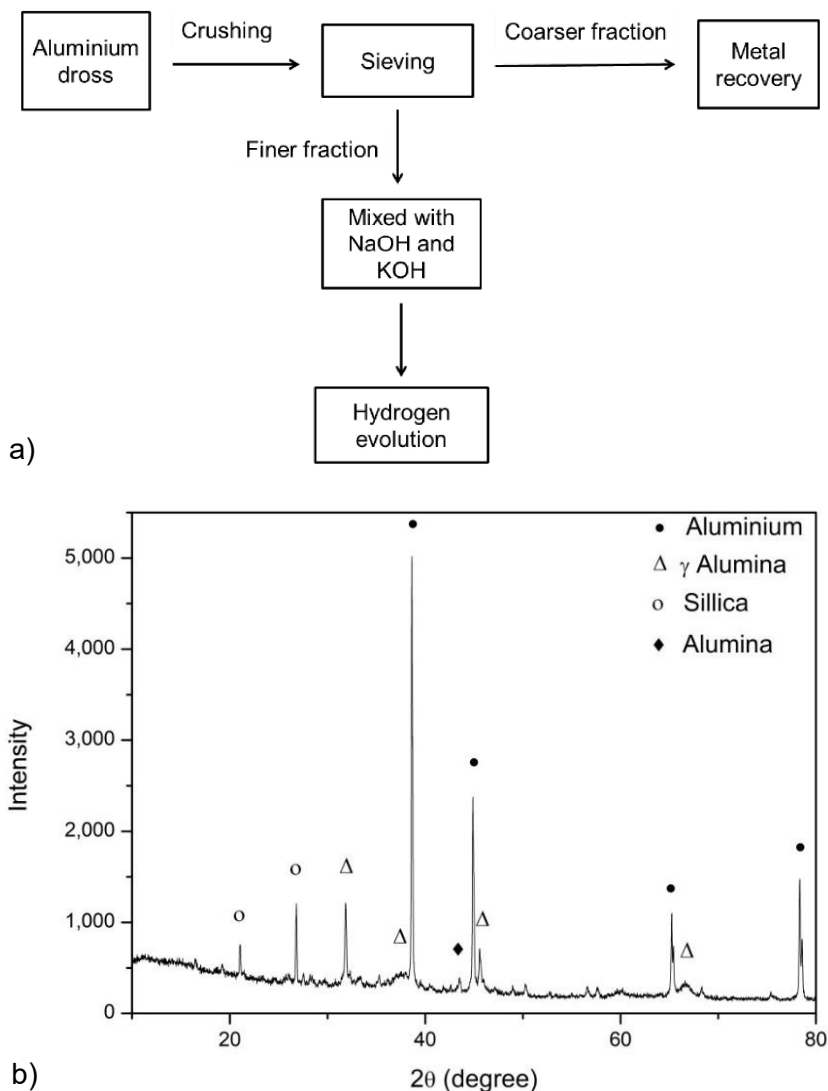 Aluminium
dross
Crushing
Sieving
Coarser fraction
Metal
recovery
Finer fraction
Mixed with
NaOH and
KOH
Hydrogen
evolution
a)
5,000
4,000
3,000
2,000
1,000
0
Intensity
● Aluminium
Δ γ Alumina
o Sillica
♦ Alumina
20
40
60
80
2θ (degree)
b)